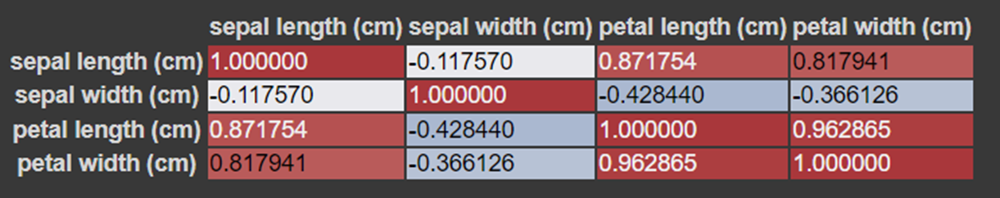 sepal length (cm) sepal width (cm) petal length (cm) petal width (cm)
sepal length (cm) 1.000000 -0.117570 0.871754 0.817941
sepal width (cm) -0.117570 1.000000 -0.428440 -0.366126
petal length (cm) 0.871754 -0.428440 1.000000 0.962865
petal width (cm) 0.817941 -0.366126 0.962865 1.000000